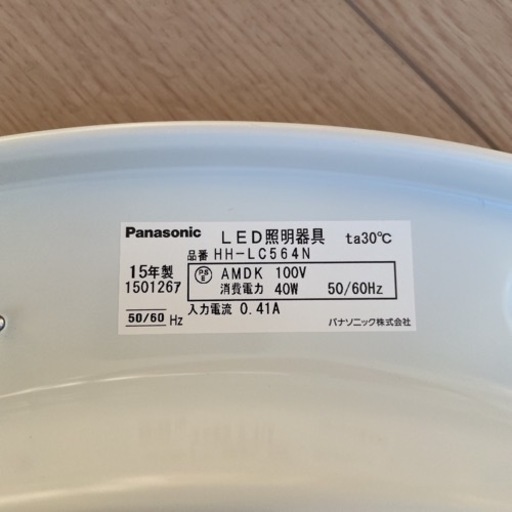 Panasonic LED照明器具 ta30℃
品番 HH-LC564N
15年製 PSE AMDK 100V
1501267 消費電力 40W 50/60Hz
50/60 Hz 入力電流 0.41A
パナソニック株式会社